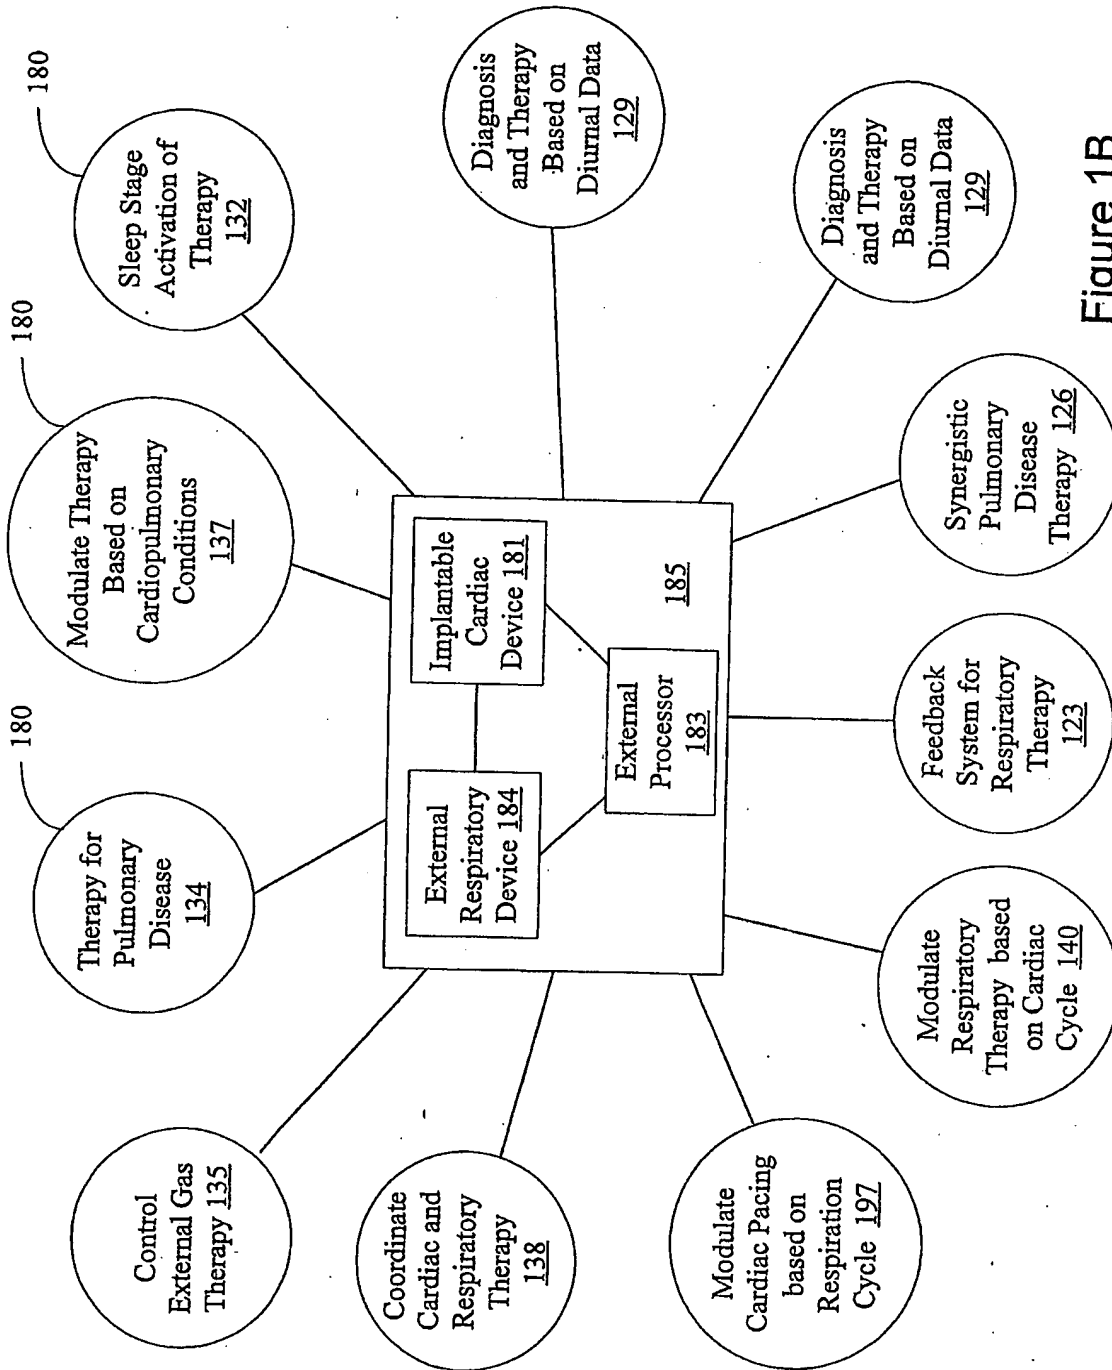 180
Sleep Stage
Activation of
Therapy
132
180
Modulate Therapy
Based on
Cardiopulmonary
Conditions
137
180
Therapy for
Pulmonary
Disease
134
Control
External Gas
Therapy 135
Diagnosis
and Therapy
Based on
Diurnal Data
129
Implantable
Cardiac
Device 181
External
Respiratory
Device 184
External
Processor
183
185
Coordinate
Cardiac and
Respiratory
Therapy
138
Diagnosis
and Therapy
Based on
Diurnal Data
129
Synergistic
Pulmonary
Disease
Therapy 126
Feedback
System for
Respiratory
Therapy
123
Modulate
Respiratory
Therapy based
on Cardiac
Cycle 140
Modulate
Cardiac Pacing
based on
Respiration
Cycle 197
Figure 1B